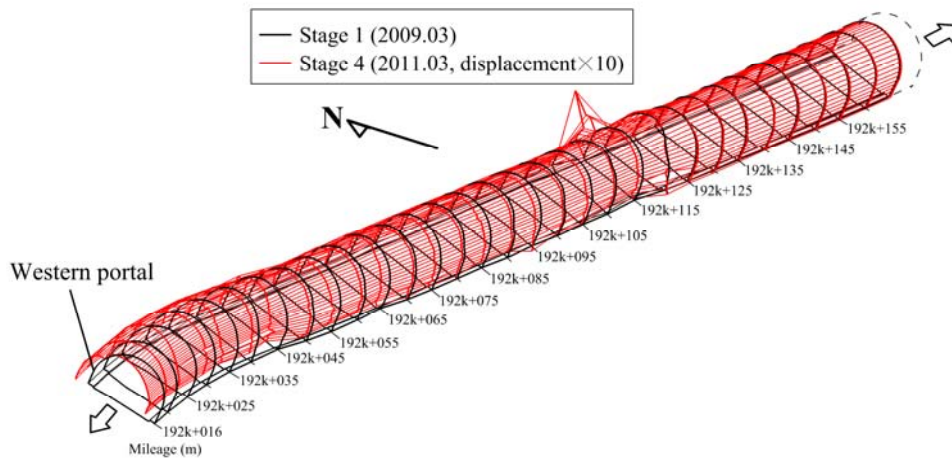 Stage 1 (2009.03)
Stage 4 (2011.03, displacement×10)
N
192k+155
192k+145
192k+135
192k+125
192k+115
192k+105
192k+095
192k+085
192k+075
192k+065
192k+055
192k+045
192k+035
192k+025
192k+016
Western portal
Mileage (m)